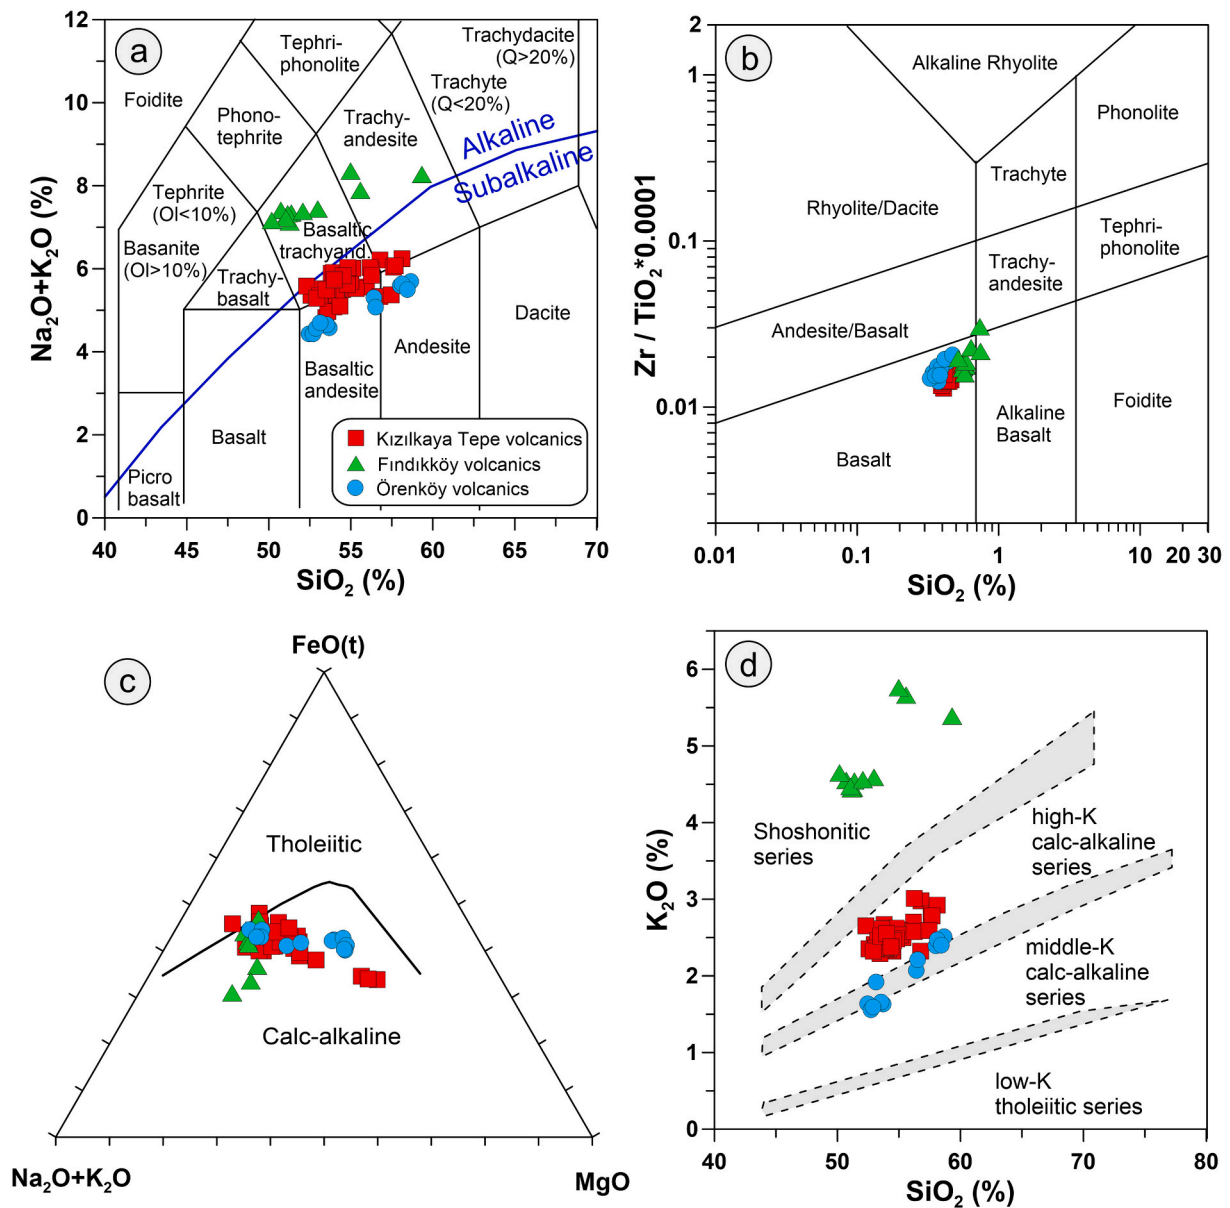 a
Foidite
Tephri-
phonolite
Trachydacite
(Q>20%)
Trachyte
(Q<20%)
Phono-
tephrite
Trachy-
andesite
Alkaline
Subalkaline
Tephrite
(Ol<10%)
Basanite
(Ol>10%)
Basaltic
trachyand.
Trachy-
basalt
Dacite
Andesite
Basaltic
andesite
Basalt
Picro
basalt
Kızılkaya Tepe volcanics
Fındıkköy volcanics
Örenköy volcanics
12
10
8
6
4
2
0
Na2O+K2O (%)
40 45 50 55 60 65 70
SiO2 (%)
b
Alkaline Rhyolite
Phonolite
Trachyte
Rhyolite/Dacite
Tephri-
phonolite
Trachy-
andesite
Andesite/Basalt
Alkaline
Basalt
Foidite
Basalt
2
1
0.1
0.01
Zr / TiO2*0.0001
0.01 0.1 1 10 20 30
SiO2 (%)
c
FeO(t)
Tholeiitic
Calc-alkaline
Na2O+K2O
MgO
d
Shoshonitic
series
high-K
calc-alkaline
series
middle-K
calc-alkaline
series
low-K
tholeiitic series
6
5
4
3
2
1
0
K2O (%)
40 50 60 70 80
SiO2 (%)